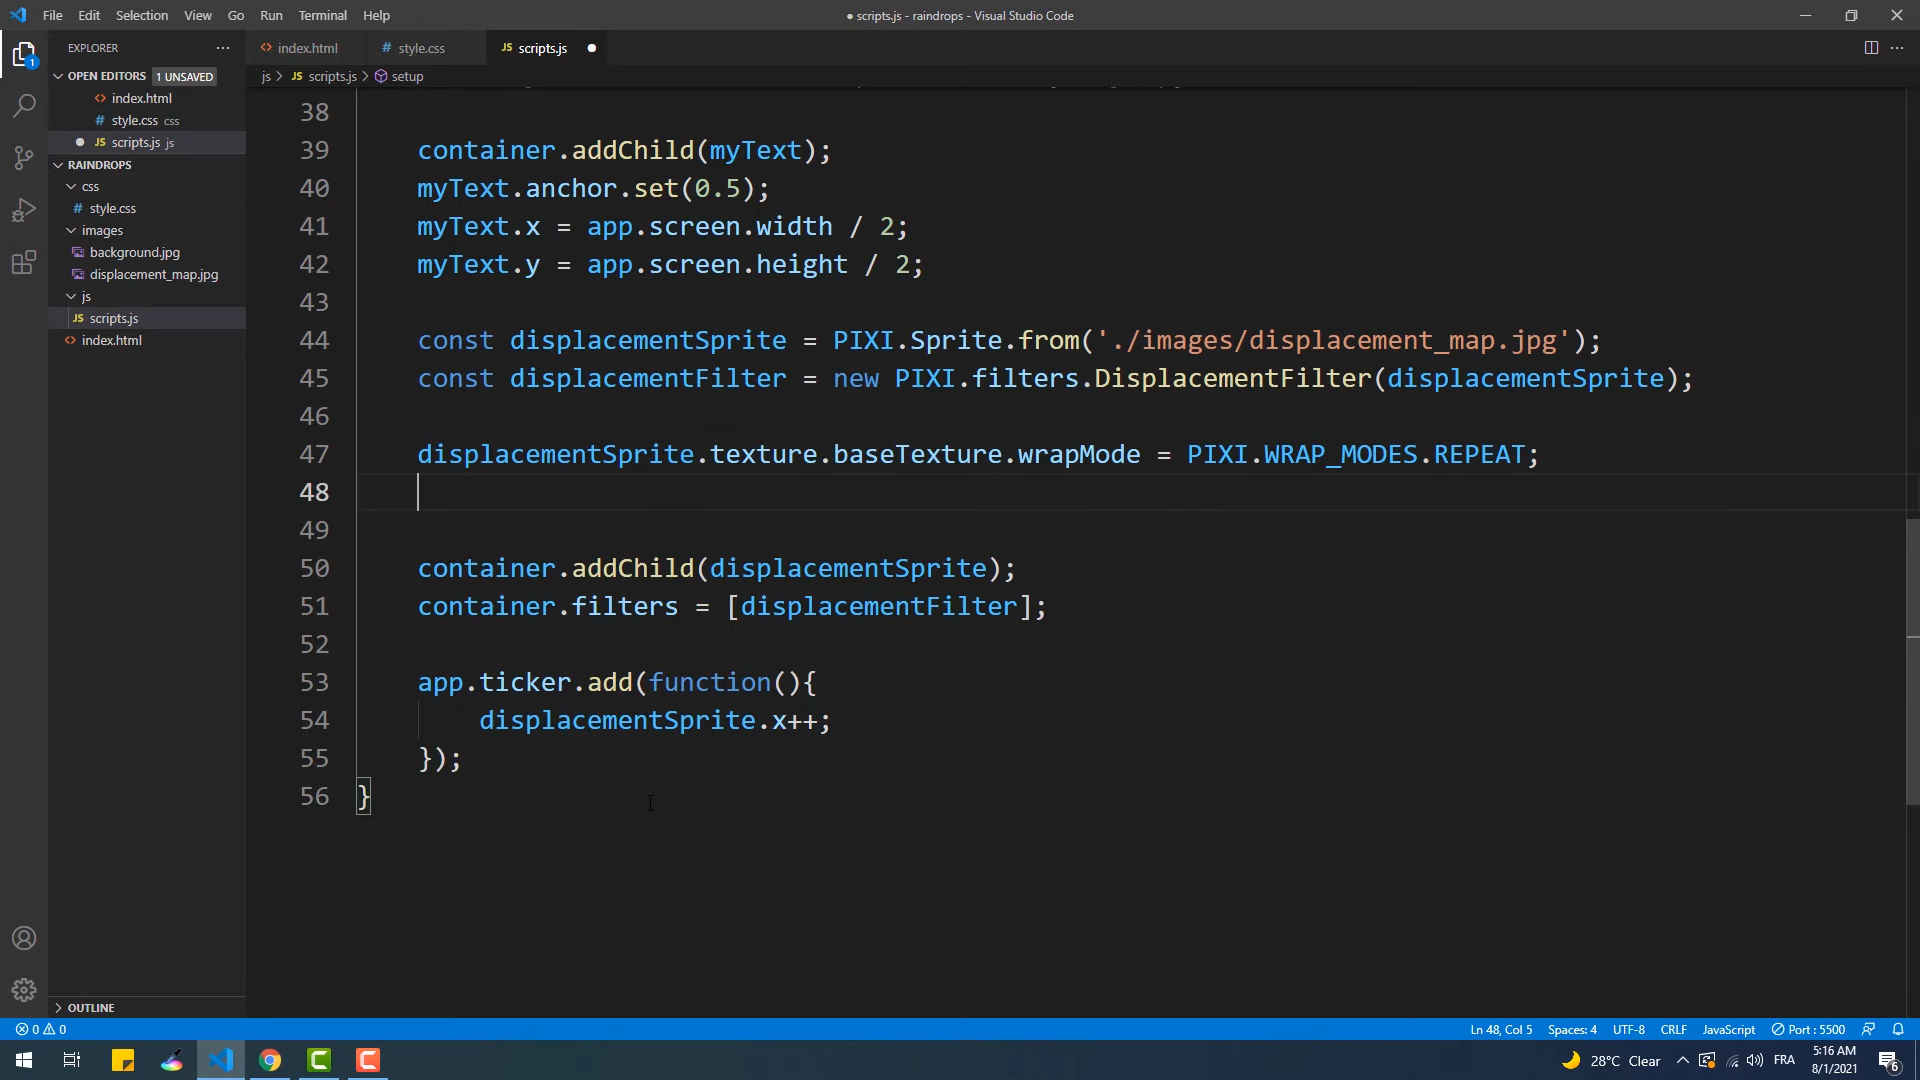 File Edit Selection View Go Run Terminal Help
● scripts.js - raindrops - Visual Studio Code
EXPLORER
index.html
style.css
scripts.js
OPEN EDITORS 1 UNSAVED
js > scripts.js > setup
index.html
style.css css
scripts.js js
RAINDROPS
css
style.css
images
background.jpg
displacement_map.jpg
js
scripts.js
index.html
38
39 container.addChild(myText);
40 myText.anchor.set(0.5);
41 myText.x = app.screen.width / 2;
42 myText.y = app.screen.height / 2;
43
44 const displacementSprite = PIXI.Sprite.from('./images/displacement_map.jpg');
45 const displacementFilter = new PIXI.filters.DisplacementFilter(displacementSprite);
46
47 displacementSprite.texture.baseTexture.wrapMode = PIXI.WRAP_MODES.REPEAT;
48
49
50 container.addChild(displacementSprite);
51 container.filters = [displacementFilter];
52
53 app.ticker.add(function(){
54 displacementSprite.x++;
55 });
56 }
OUTLINE
0 0
Ln 48, Col 5 Spaces: 4 UTF-8 CRLF JavaScript Port : 5500
28°C Clear
FRA
5:16 AM
8/1/2021
6